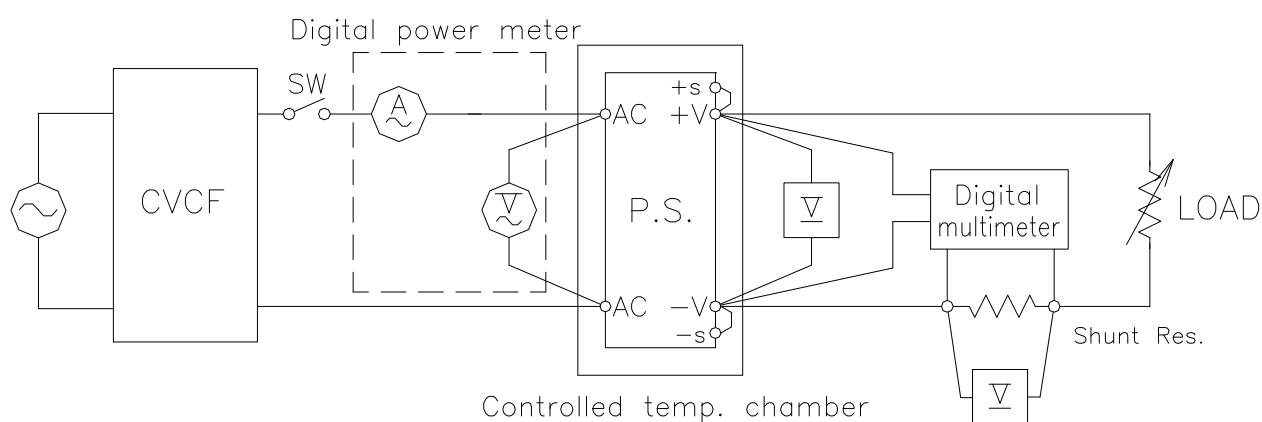 Digital power meter
SW
A
+s
AC
+V
CVCF
V
P.S.
V
Digital
multimeter
LOAD
AC
-V
-s
Shunt Res.
V
Controlled temp. chamber